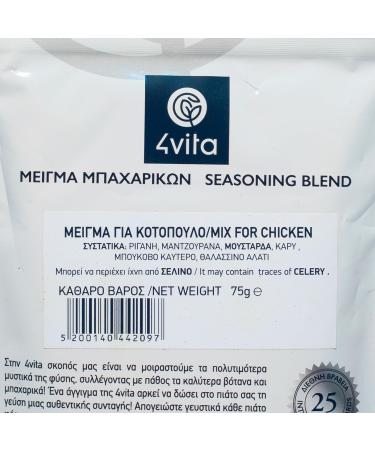 4vita
ΜΕΙΓΜΑ ΜΠΑΧΑΡΙΚΩΝ SEASONING BLEND
ΜΕΙΓΜΑ ΓΙΑ ΚΟΤΟΠΟΥΛΟ/MIX FOR CHICKEN
ΣΥΣΤΑΤΙΚΑ: ΡΙΓΑΝΗ, ΜΑΝΤΖΟΥΡΑΝΑ, ΜΟΥΣΤΑΡΔΑ, ΚΑΡΥ ,
ΜΠΟΥΚΟΒΟ ΚΑΥΤΕΡΟ, ΘΑΛΑΣΣΙΝΟ ΑΛΑΤΙ
Μπορεί να περιέχει ίχνη από ΣΕΛΙΝΟ / It may contain traces of CELERY .
ΚΑΘΑΡΟ ΒΑΡΟΣ /NET WEIGHT 75g ℮
5 200140 442097
Στην 4vita σκοπός μας είναι να μοιραστούμε τα πολυτιμότερα
μυστικά της φύσης, συλλέγοντας με πάθος τα καλύτερα βότανα και
μπαχαρικά! Ένα άγγιγμα της 4vita αρκεί να δώσει στο πιάτο σας τη
γεύση μιας αυθεντικής συνταγής! Απογειώστε γευστικά κάθε πιάτο
ΔΙΕΘΝΗ ΒΡΑΒΕΙ
25